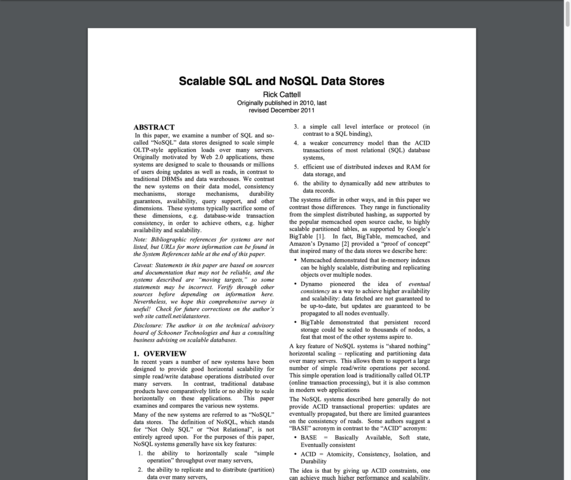 Scalable SQL and NoSQL Data Stores
Rick Cattell
Originally published in 2010, last
revised December 2011
ABSTRACT
In this paper, we examine a number of SQL and so-
called “NoSQL” data stores designed to scale simple
OLTP-style application loads over many servers.
Originally motivated by Web 2.0 applications, these
systems are designed to scale to thousands or millions
of users doing updates as well as reads, in contrast to
traditional DBMSs and data warehouses. We contrast
the new systems on their data model, consistency
mechanisms, storage mechanisms, durability
guarantees, availability, query support, and other
dimensions. These systems typically sacrifice some of
these dimensions, e.g. database-wide transaction
consistency, in order to achieve others, e.g. higher
availability and scalability.
Note: Bibliographic references for systems are not
listed, but URLs for more information can be found in
the System References table at the end of this paper.
Caveat: Statements in this paper are based on sources
and documentation that may not be reliable, and the
systems described are “moving targets,” so some
statements may be incorrect. Verify through other
sources before depending on information here.
Nevertheless, we hope this comprehensive survey is
useful! Check for future corrections on the author’s
web site cattell.net/datastores.
Disclosure: The author is on the technical advisory
board of Schooner Technologies and has a consulting
business advising on scalable databases.
1. OVERVIEW
In recent years a number of new systems have been
designed to provide good horizontal scalability for
simple read/write database operations distributed over
many servers. In contrast, traditional database
products have comparatively little or no ability to scale
horizontally on these applications. This paper
examines and compares the various new systems.
Many of the new systems are referred to as “NoSQL”
data stores. The definition of NoSQL, which stands
for “Not Only SQL” or “Not Relational”, is not
entirely agreed upon. For the purposes of this paper,
NoSQL systems generally have six key features:
1. the ability to horizontally scale “simple
operation” throughput over many servers,
2. the ability to replicate and to distribute (partition)
data over many servers,
3. a simple call level interface or protocol (in
contrast to a SQL binding),
4. a weaker concurrency model than the ACID
transactions of most relational (SQL) database
systems,
5. efficient use of distributed indexes and RAM for
data storage, and
6. the ability to dynamically add new attributes to
data records.
The systems differ in other ways, and in this paper we
contrast those differences. They range in functionality
from the simplest distributed hashing, as supported by
the popular memcached open source cache, to highly
scalable partitioned tables, as supported by Google’s
BigTable [1]. In fact, BigTable, memcached, and
Amazon’s Dynamo [2] provided a “proof of concept”
that inspired many of the data stores we describe here:
• Memcached demonstrated that in-memory indexes
can be highly scalable, distributing and replicating
objects over multiple nodes.
• Dynamo pioneered the idea of eventual
consistency as a way to achieve higher availability
and scalability: data fetched are not guaranteed to
be up-to-date, but updates are guaranteed to be
propagated to all nodes eventually.
• BigTable demonstrated that persistent record
storage could be scaled to thousands of nodes, a
feat that most of the other systems aspire to.
A key feature of NoSQL systems is “shared nothing”
horizontal scaling – replicating and partitioning data
over many servers. This allows them to support a large
number of simple read/write operations per second.
This simple operation load is traditionally called OLTP
(online transaction processing), but it is also common
in modern web applications
The NoSQL systems described here generally do not
provide ACID transactional properties: updates are
eventually propagated, but there are limited guarantees
on the consistency of reads. Some authors suggest a
“BASE” acronym in contrast to the “ACID” acronym:
• BASE = Basically Available, Soft state,
Eventually consistent
• ACID = Atomicity, Consistency, Isolation, and
Durability
The idea is that by giving up ACID constraints, one
can achieve much higher performance and scalability.